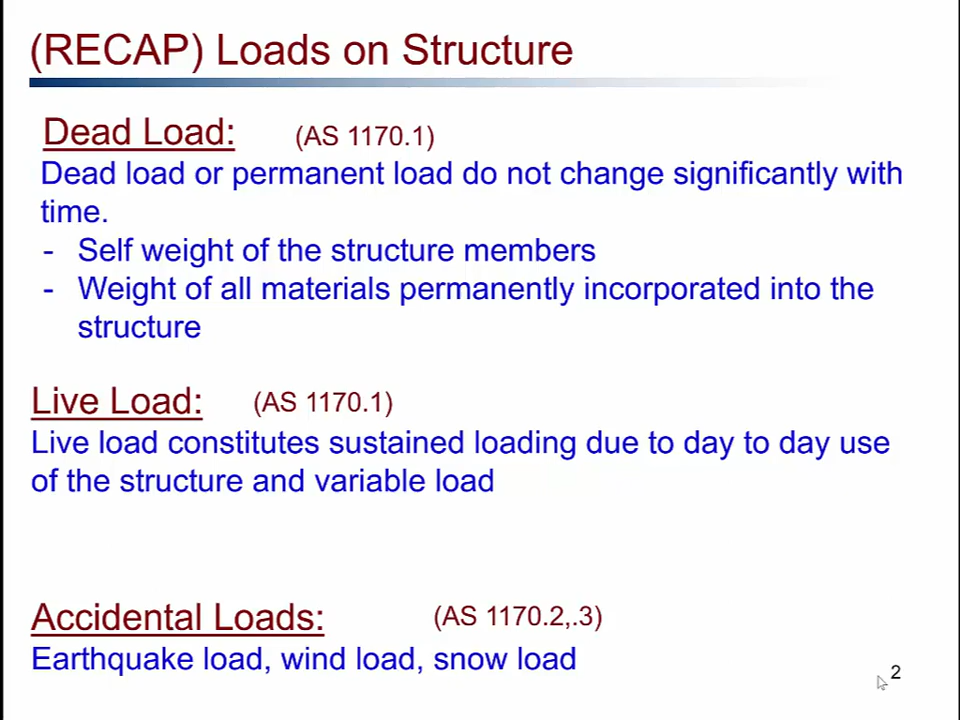 (RECAP) Loads on Structure
Dead Load: (AS 1170.1)
Dead load or permanent load do not change significantly with
time.
- Self weight of the structure members
- Weight of all materials permanently incorporated into the
structure
Live Load: (AS 1170.1)
Live load constitutes sustained loading due to day to day use
of the structure and variable load
Accidental Loads: (AS 1170.2,.3)
Earthquake load, wind load, snow load
2